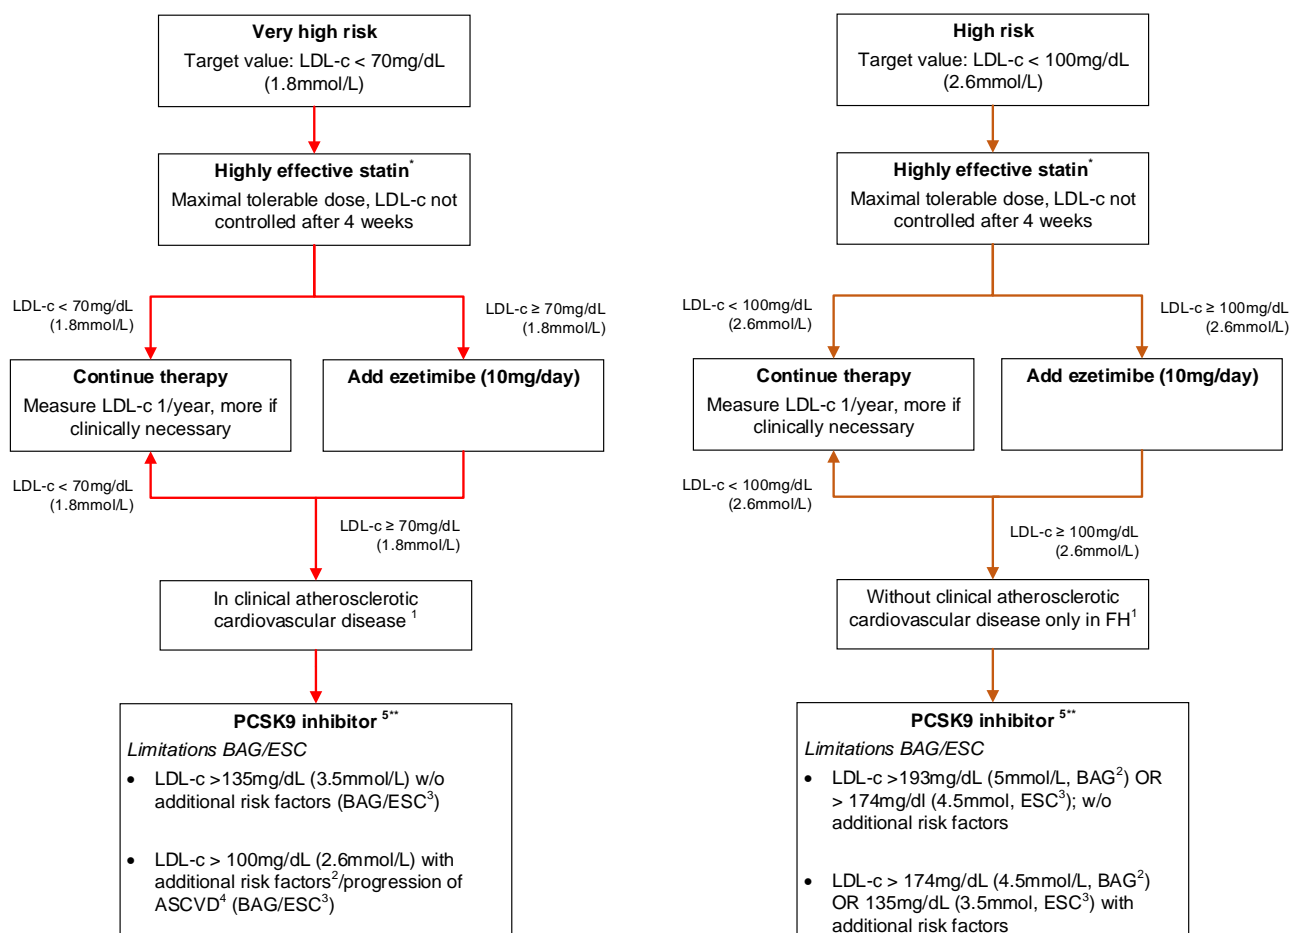 Very high risk
Target value: LDL-c < 70mg/dL
(1.8mmol/L)
Highly effective statin*
Maximal tolerable dose, LDL-c not
controlled after 4 weeks
LDL-c < 70mg/dL
(1.8mmol/L)
LDL-c ≥ 70mg/dL
(1.8mmol/L)
Continue therapy
Measure LDL-c 1/year, more if
clinically necessary
Add ezetimibe (10mg/day)
LDL-c < 70mg/dL
(1.8mmol/L)
LDL-c ≥ 70mg/dL
(1.8mmol/L)
In clinical atherosclerotic
cardiovascular disease ¹
PCSK9 inhibitor ⁵**
Limitations BAG/ESC
• LDL-c >135mg/dL (3.5mmol/L) w/o
additional risk factors (BAG/ESC³)
• LDL-c > 100mg/dL (2.6mmol/L) with
additional risk factors²/progression of
ASCVD⁴ (BAG/ESC³)
High risk
Target value: LDL-c < 100mg/dL
(2.6mmol/L)
Highly effective statin*
Maximal tolerable dose, LDL-c not
controlled after 4 weeks
LDL-c < 100mg/dL
(2.6mmol/L)
LDL-c ≥ 100mg/dL
(2.6mmol/L)
Continue therapy
Measure LDL-c 1/year, more if
clinically necessary
Add ezetimibe (10mg/day)
LDL-c < 100mg/dL
(2.6mmol/L)
LDL-c ≥ 100mg/dL
(2.6mmol/L)
Without clinical atherosclerotic
cardiovascular disease only in FH¹
PCSK9 inhibitor ⁵**
Limitations BAG/ESC
• LDL-c >193mg/dL (5mmol/L, BAG²) OR
> 174mg/dl (4.5mmol, ESC³); w/o
additional risk factors
• LDL-c > 174mg/dL (4.5mmol/L, BAG²)
OR 135mg/dL (3.5mmol, ESC³) with
additional risk factors